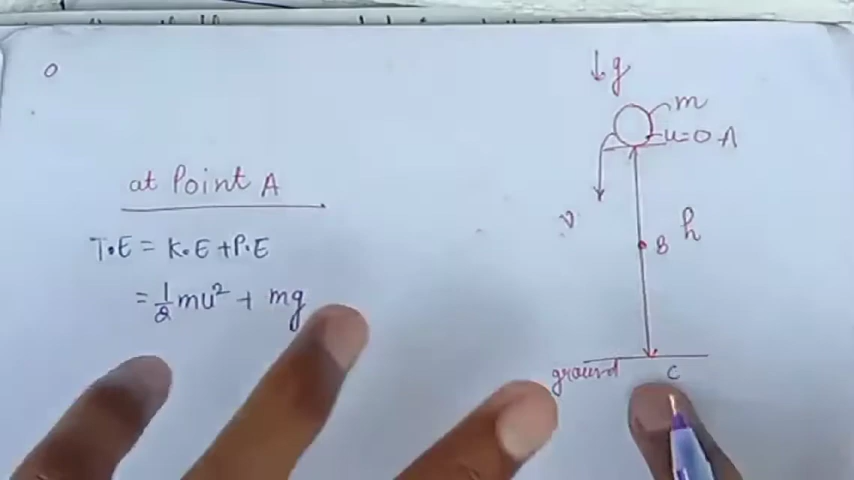 o
↓g
m
u=0 A
at Point A
v
h
B
T.E = K.E + P.E
= 1/2 mu² + mg
ground
C